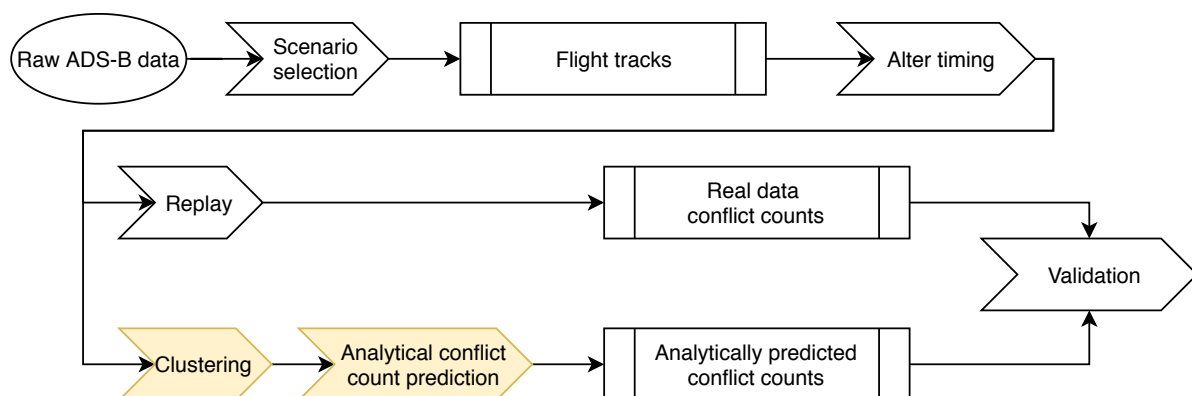 Raw ADS-B data
Scenario
selection
Flight tracks
Alter timing
Replay
Real data
conflict counts
Validation
Clustering
Analytical conflict
count prediction
Analytically predicted
conflict counts